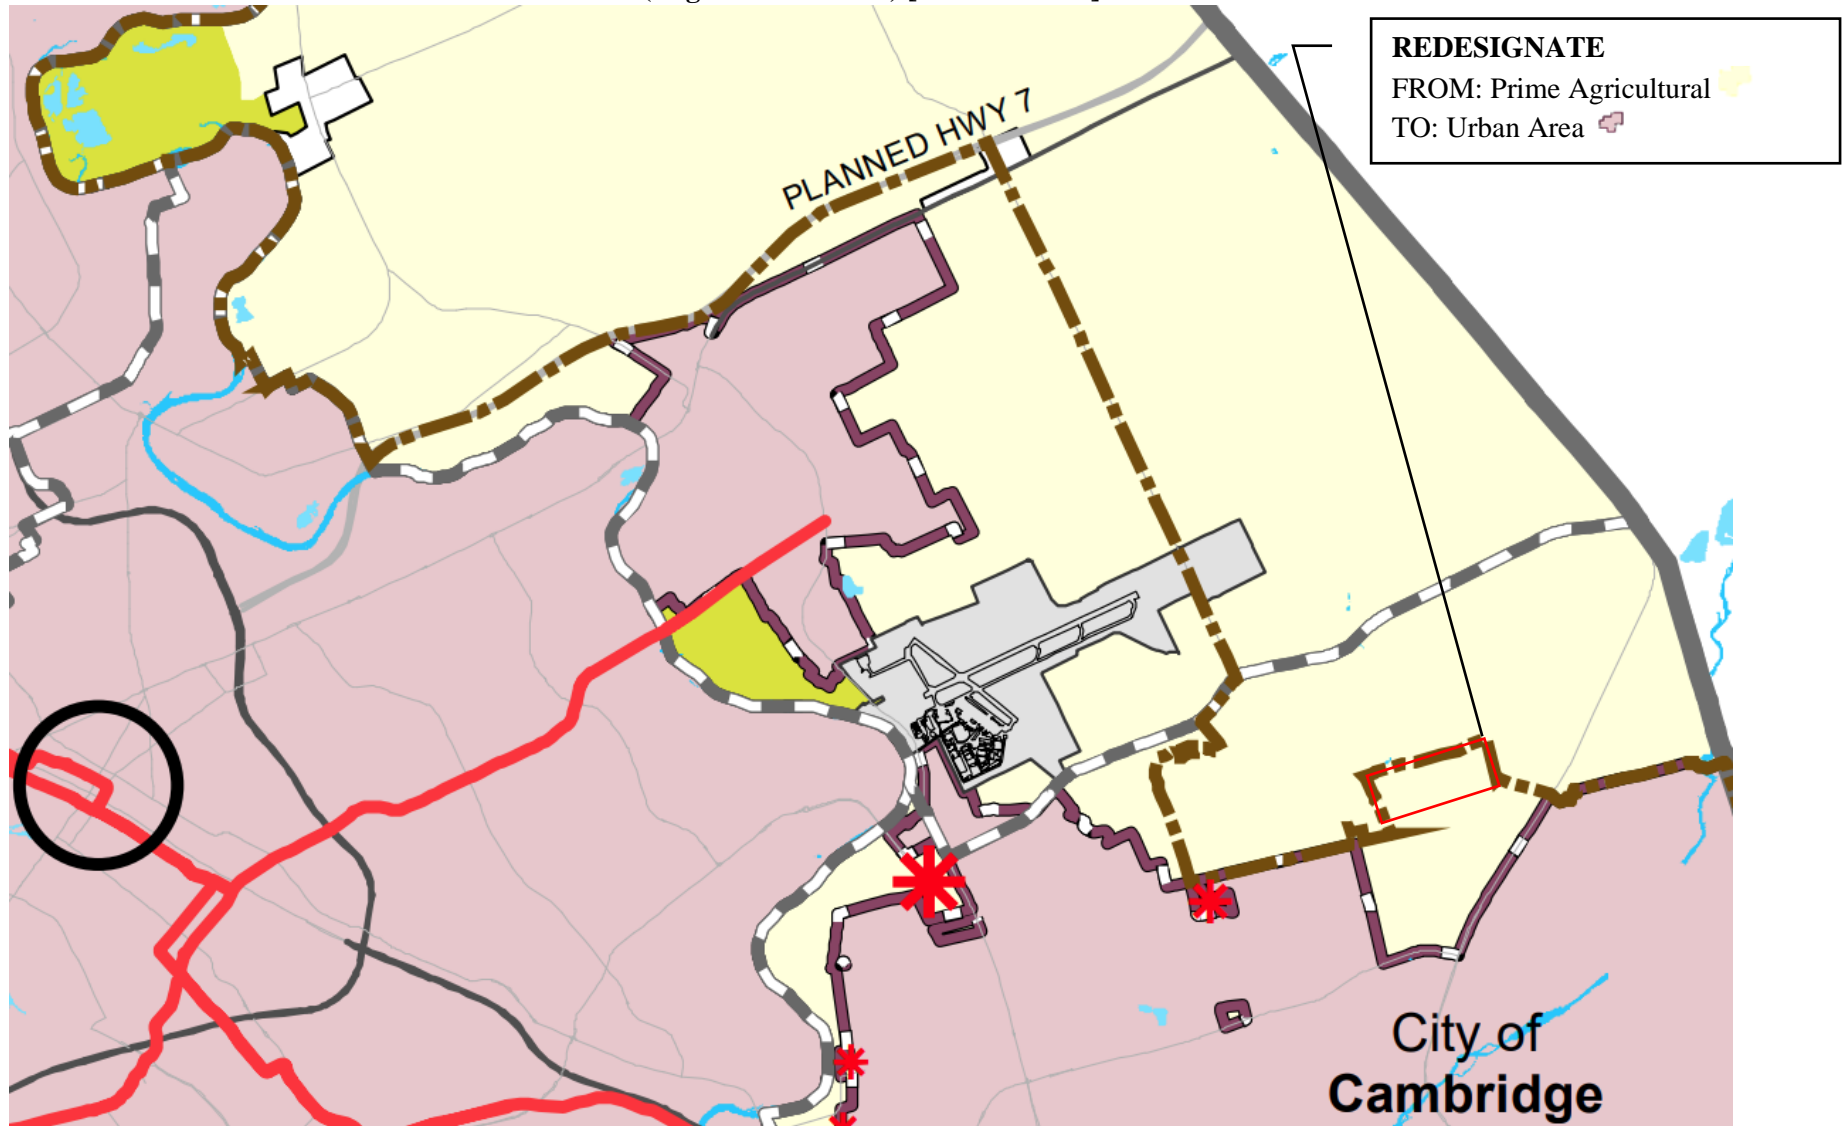 REDESIGNATE
FROM: Prime Agricultural
TO: Urban Area
PLANNED HWY 7
City of
Cambridge